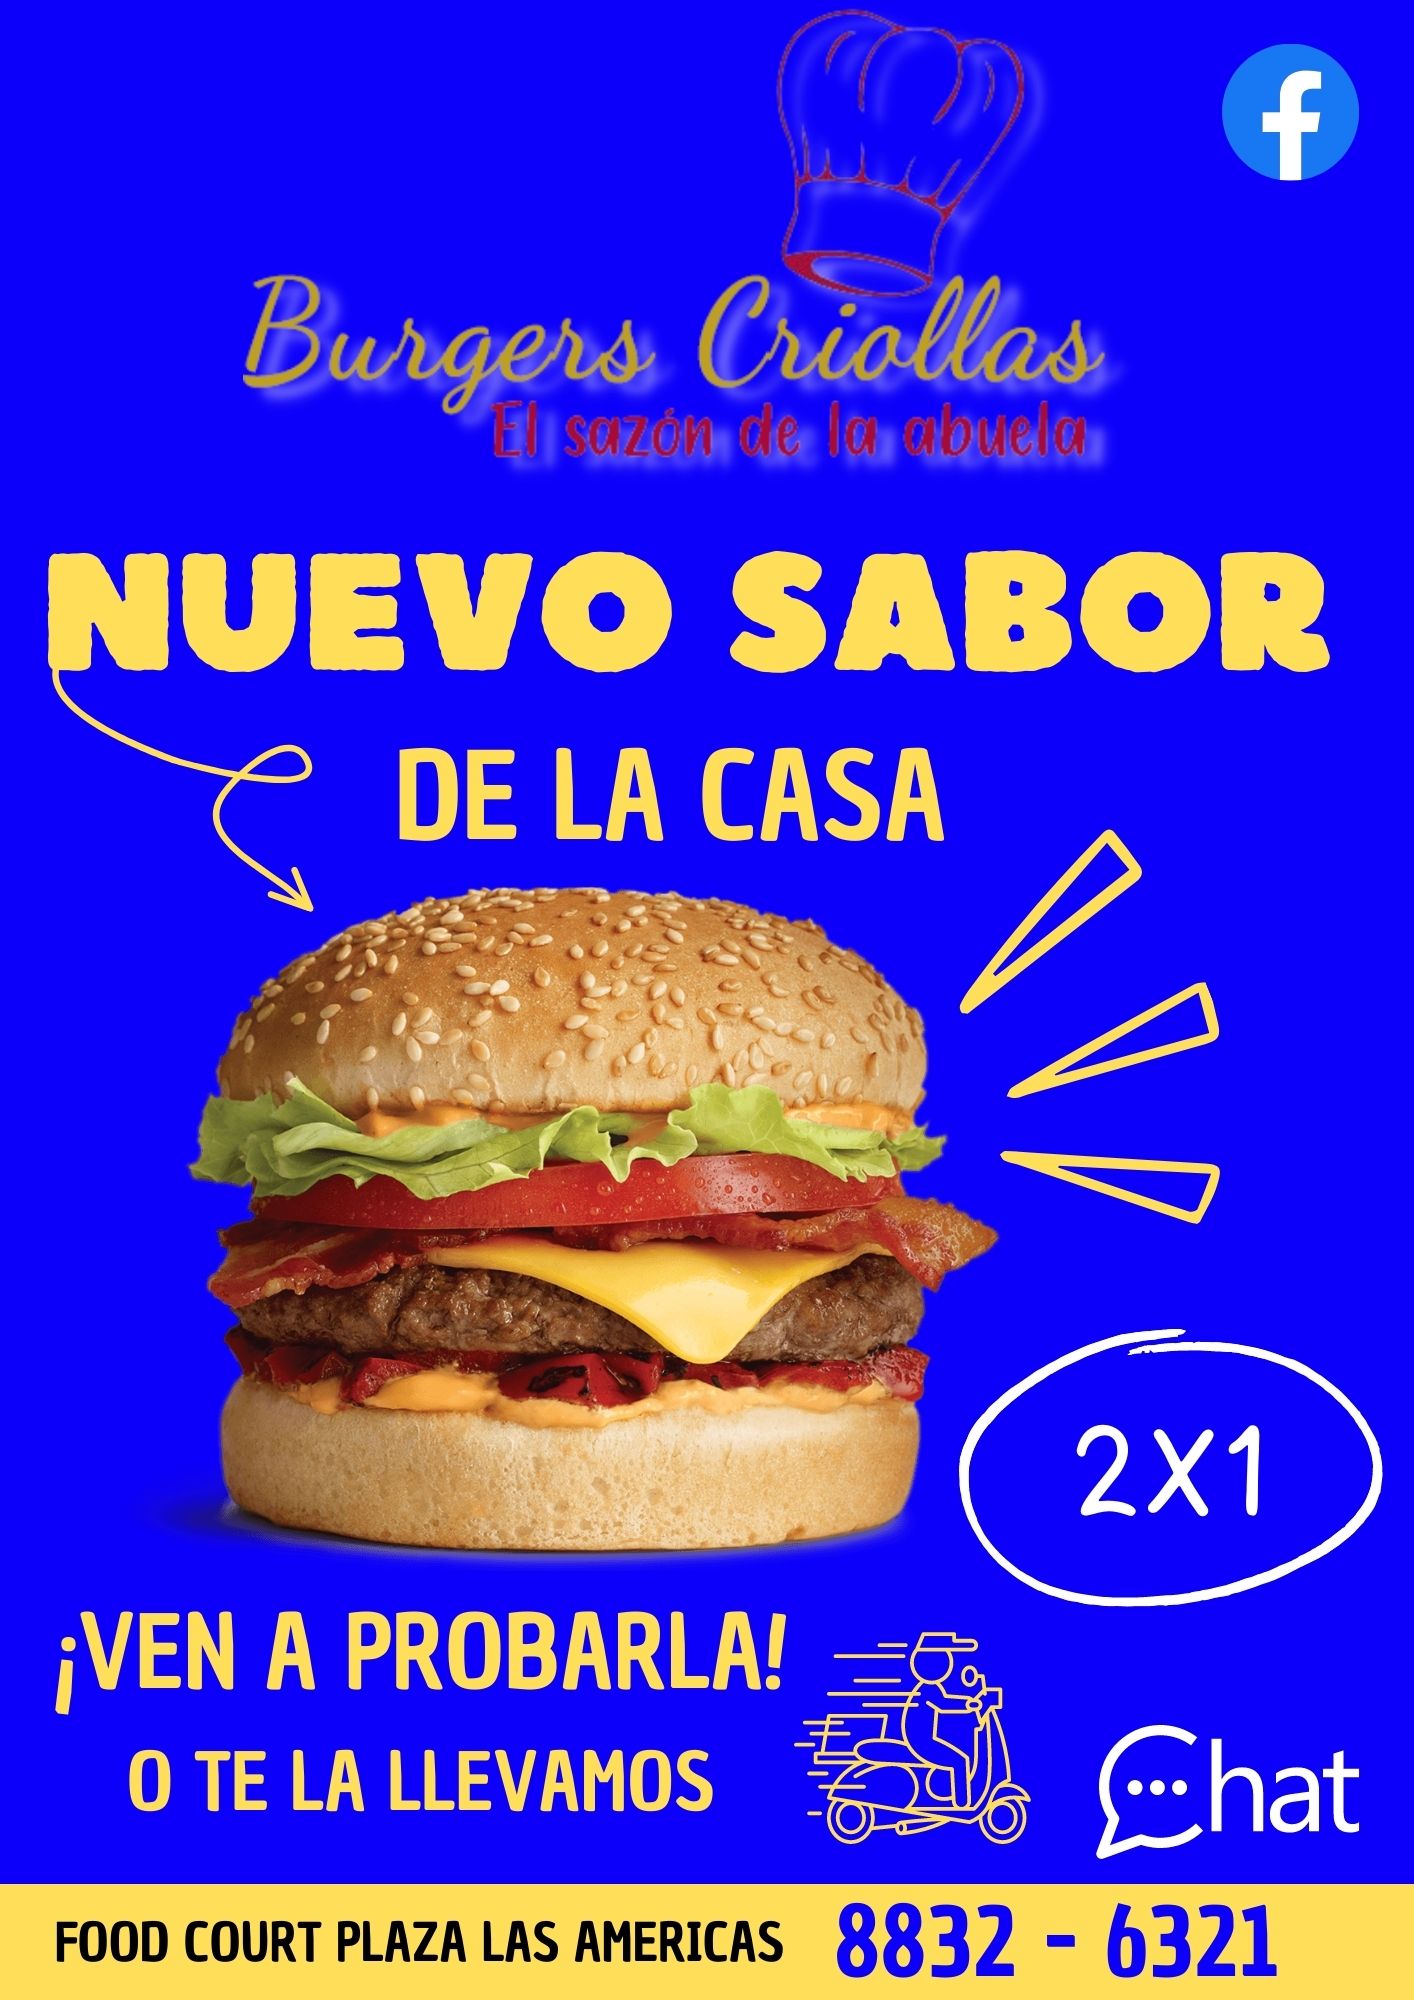 f
Burgers Criollas
El sazón de la abuela
NUEVO SABOR
DE LA CASA
2X1
¡VEN A PROBARLA!
O TE LA LLEVAMOS
Chat
FOOD COURT PLAZA LAS AMERICAS 8832 - 6321